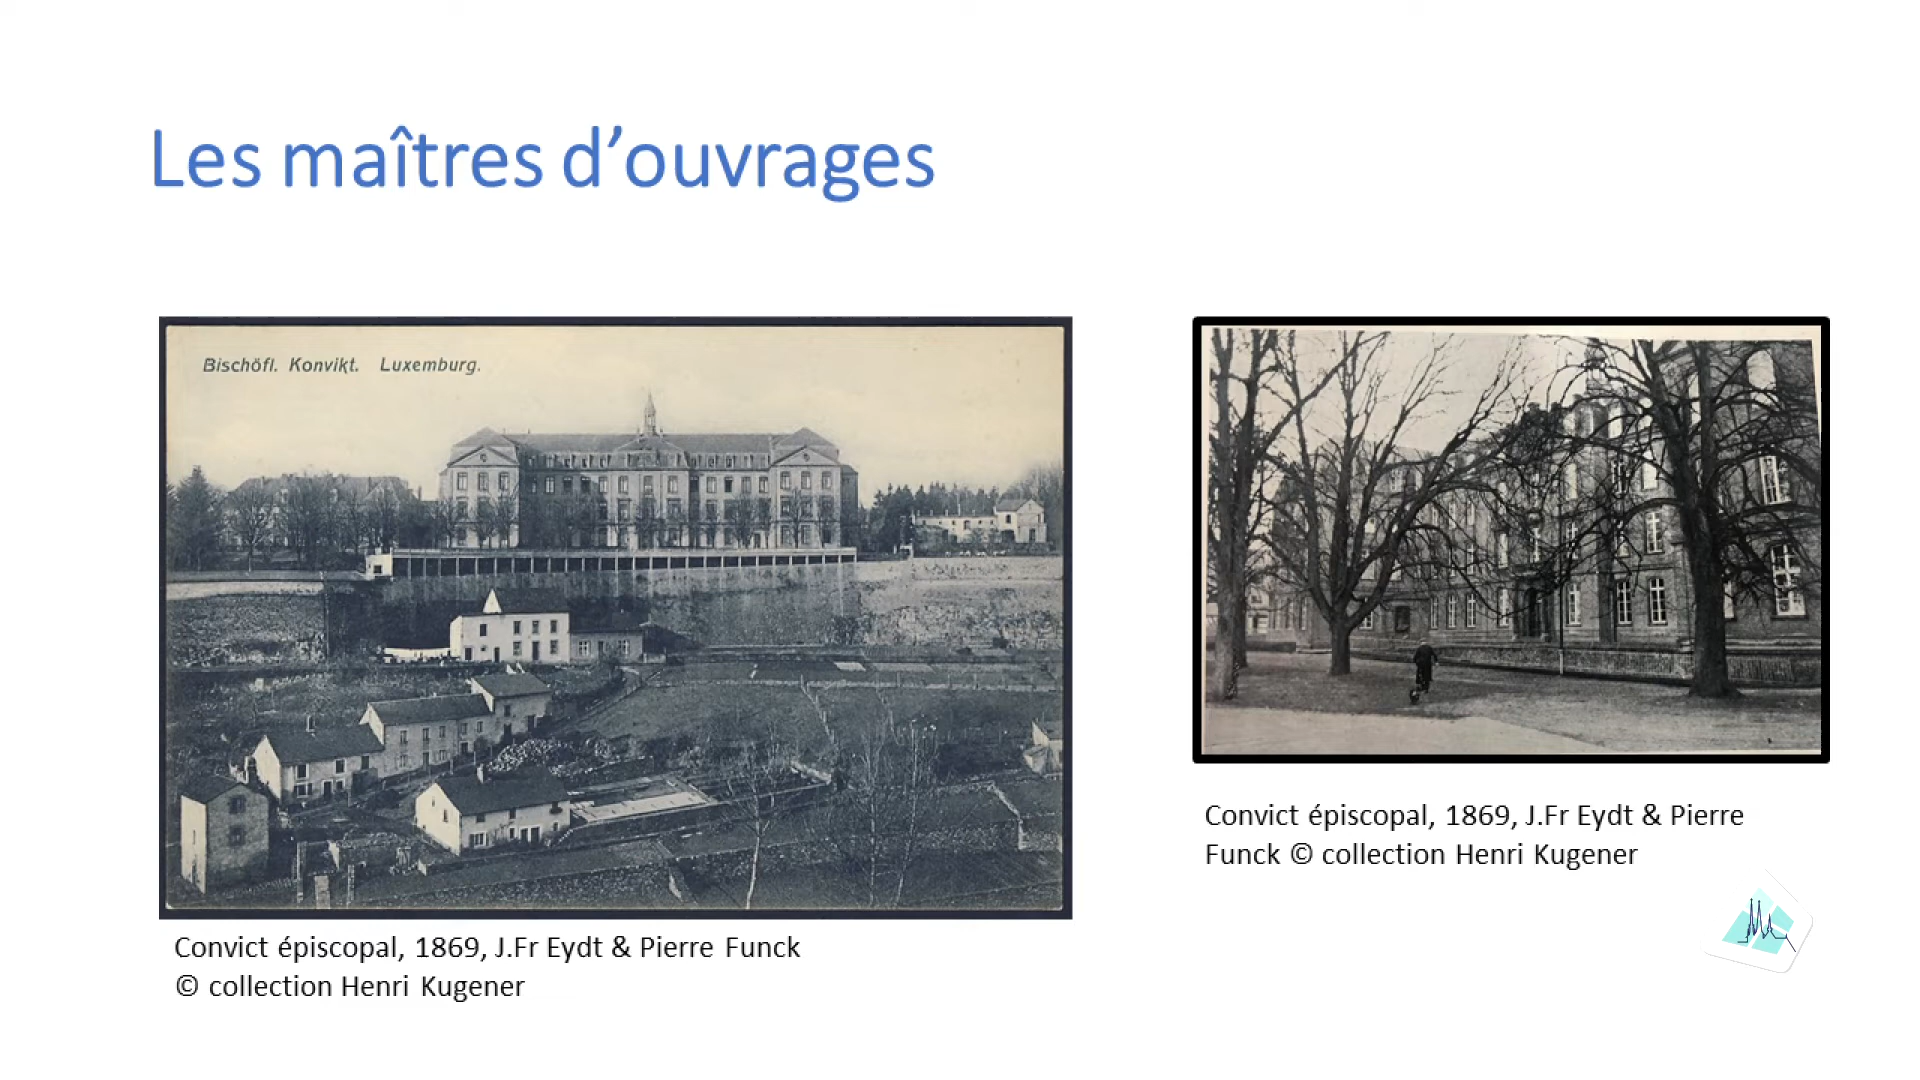 Les maîtres d’ouvrages
Bischöfl. Konvikt. Luxemburg.
Convict épiscopal, 1869, J.Fr Eydt & Pierre Funck
© collection Henri Kugener
Convict épiscopal, 1869, J.Fr Eydt & Pierre
Funck © collection Henri Kugener